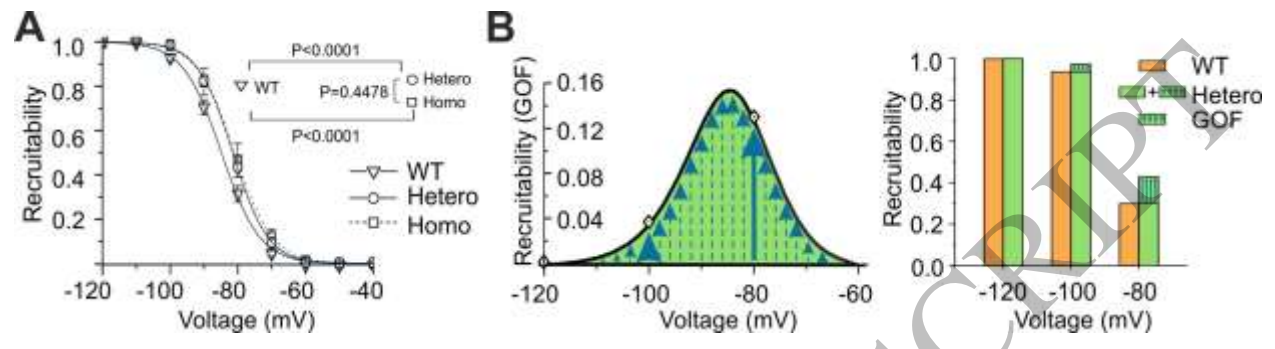 A
Recruitability
1.0
0.8
0.6
0.4
0.2
-120
-100
-80
-60
-40
Voltage (mV)
P<0.0001
WT
P=0.4478
Hetero
Homo
P<0.0001
WT
Hetero
Homo
B
Recruitability (GOF)
0.16
0.12
0.08
0.04
-120
-100
-80
-60
Voltage (mV)
Recruitability
1.0
0.8
0.6
0.4
0.2
0.0
-120
-100
-80
Voltage (mV)
WT
+ Hetero
GOF
CRIPT